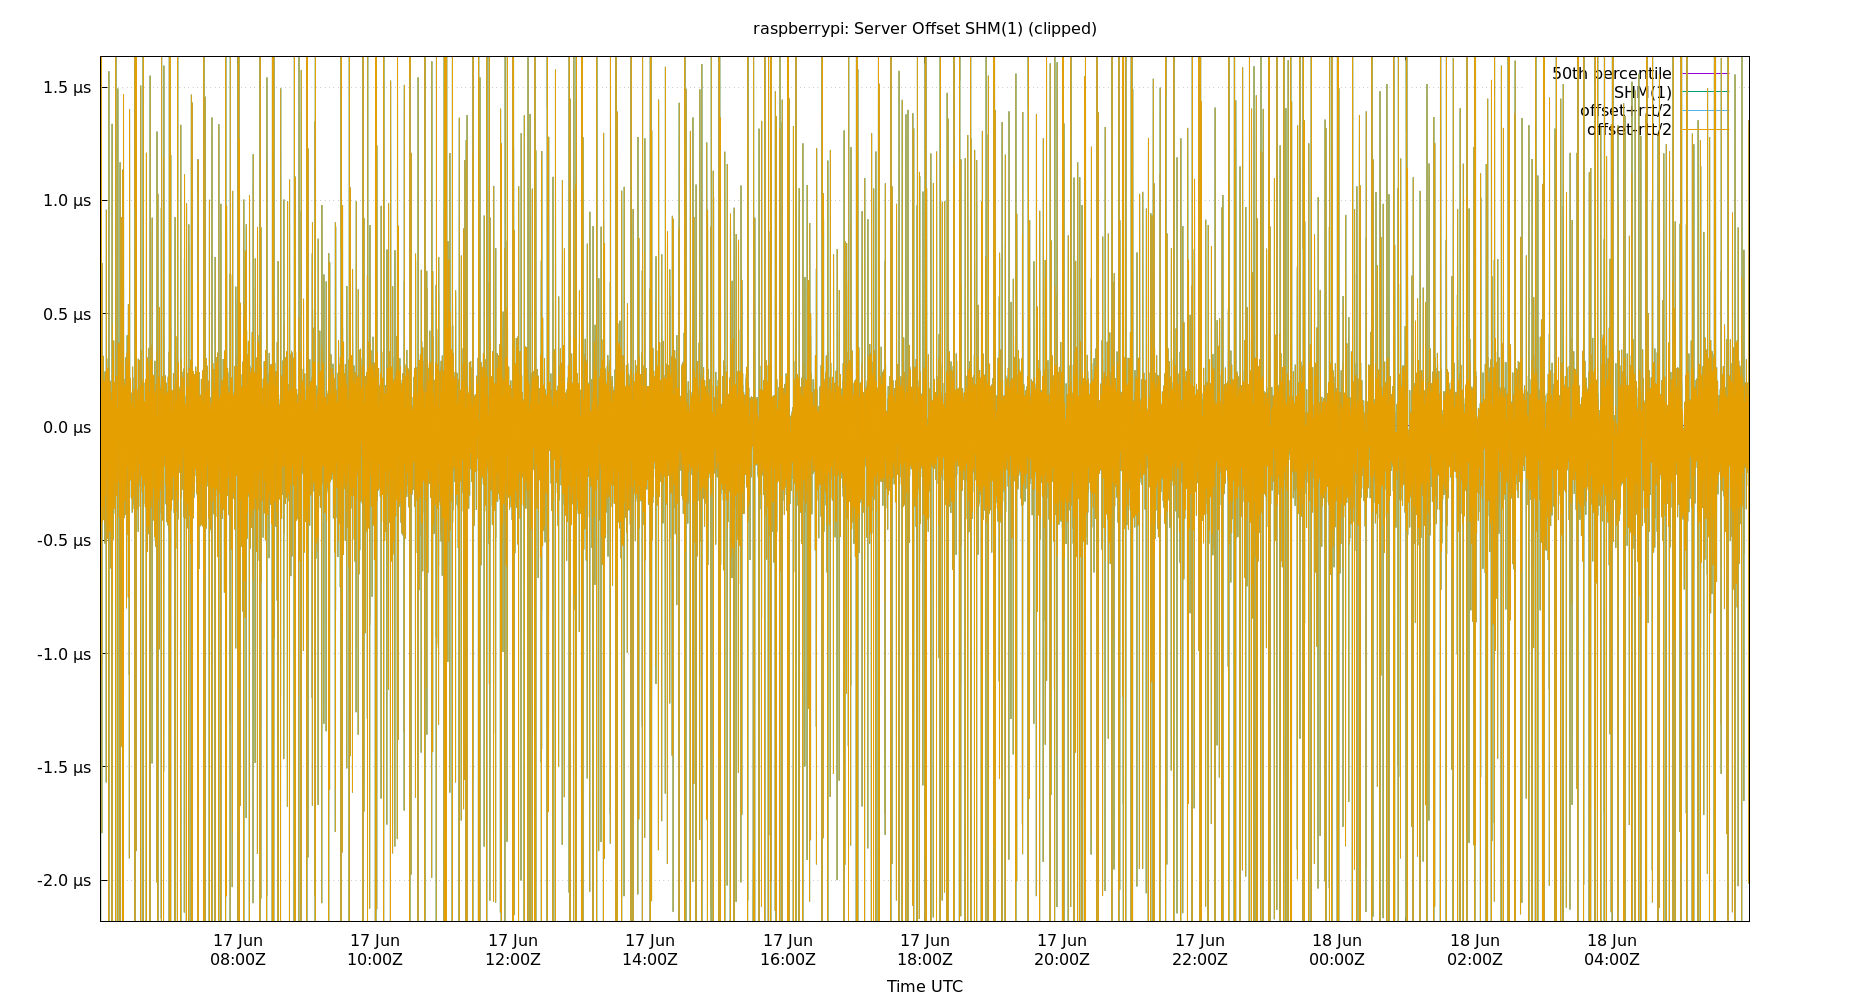 raspberrypi: Server Offset SHM(1) (clipped)
50th percentile
SHM(1)
offset+rtt/2
offset-rtt/2
1.5 µs
1.0 µs
0.5 µs
0.0 µs
-0.5 µs
-1.0 µs
-1.5 µs
-2.0 µs
17 Jun 17 Jun 17 Jun 17 Jun 17 Jun 17 Jun 17 Jun 17 Jun 18 Jun 18 Jun 18 Jun
08:00Z 10:00Z 12:00Z 14:00Z 16:00Z 18:00Z 20:00Z 22:00Z 00:00Z 02:00Z 04:00Z
Time UTC